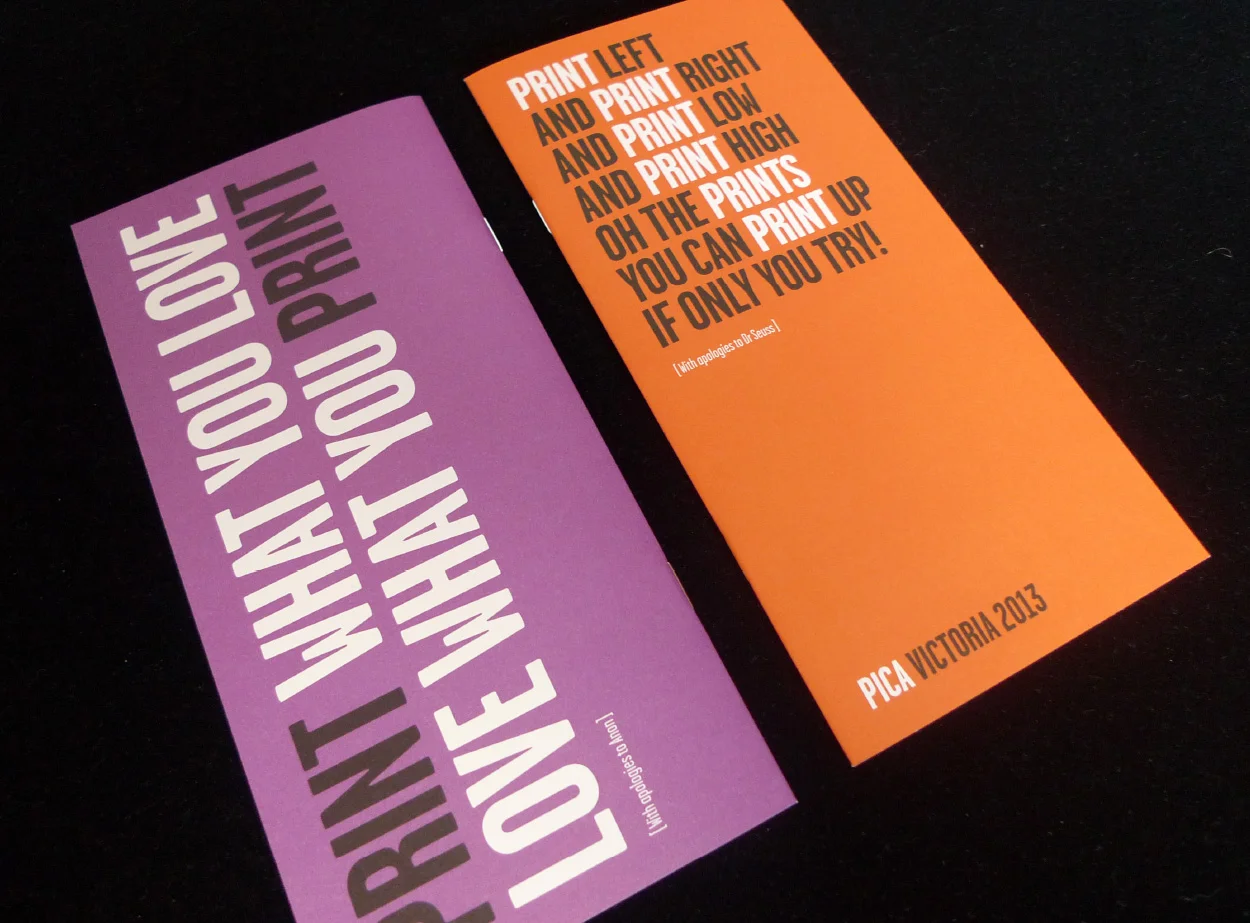 PRINT WHAT YOU LOVE
LOVE WHAT YOU PRINT
[With apologies to Anon]
PRINT LEFT
AND PRINT RIGHT
AND PRINT LOW
AND PRINT HIGH
OH THE PRINTS
YOU CAN PRINT UP
IF ONLY YOU TRY!
[With apologies to Dr Seuss]
PICA VICTORIA 2013